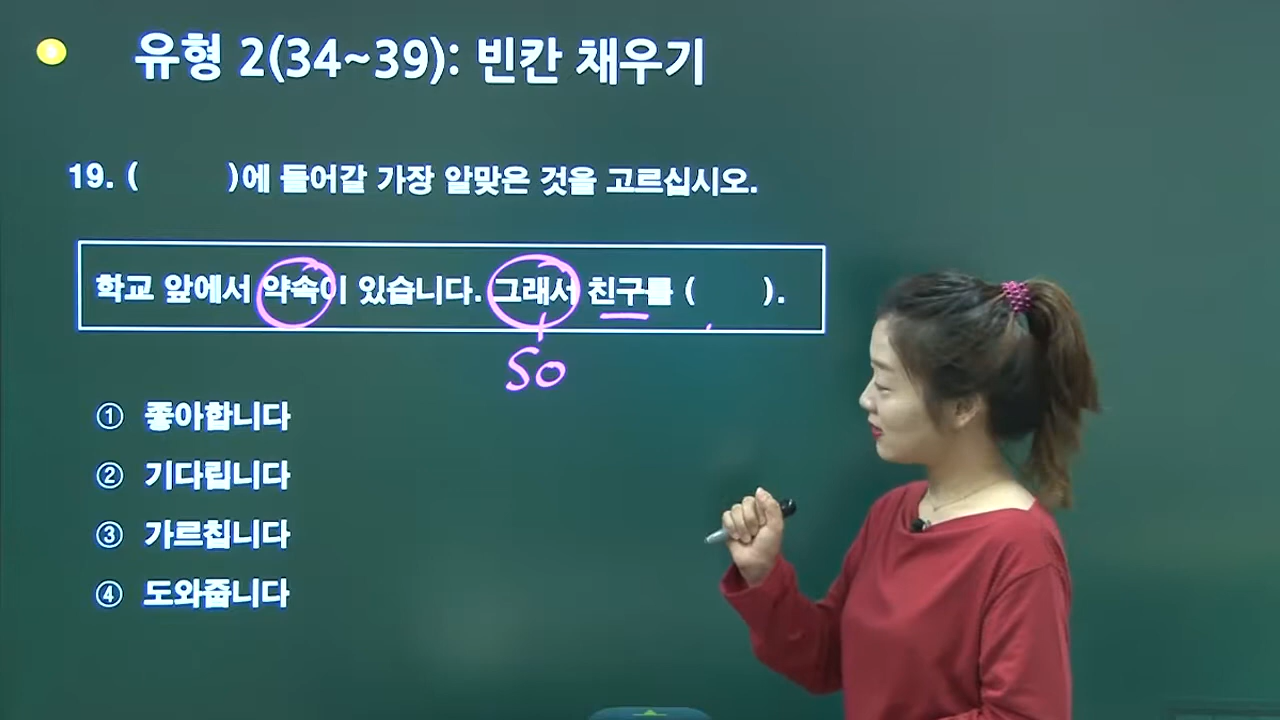 유형 2(34~39): 빈칸 채우기
19. ( )에 들어갈 가장 알맞은 것을 고르십시오.
학교 앞에서 약속이 있습니다. 그래서 친구를 ( ).
So
① 좋아합니다
② 기다립니다
③ 가르칩니다
④ 도와줍니다